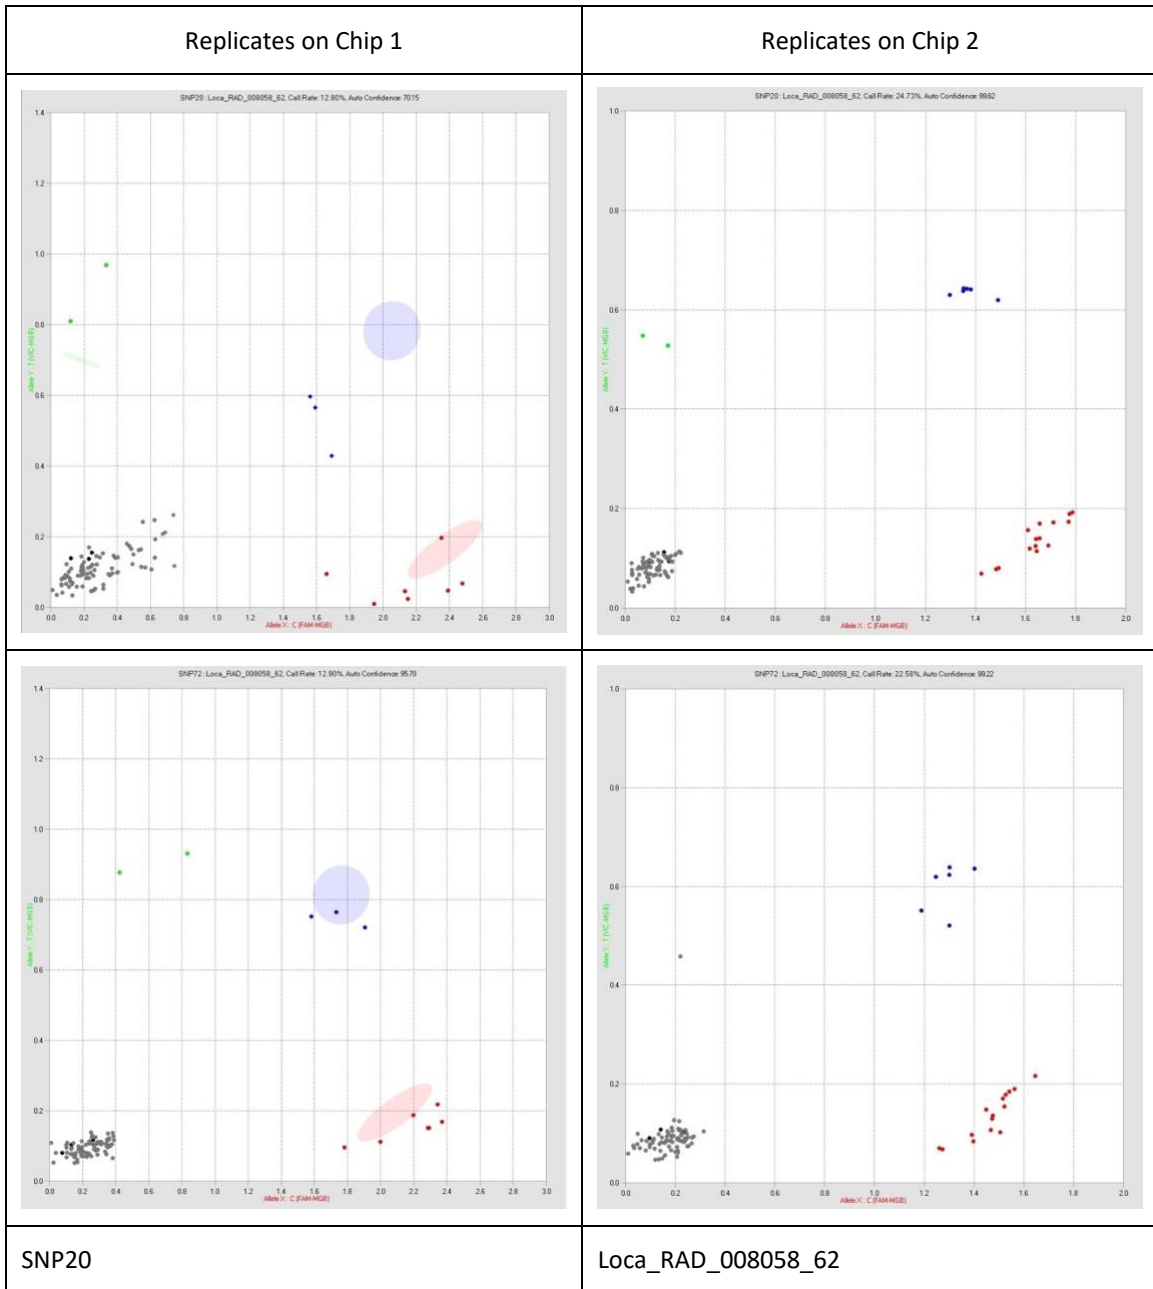 Replicates on Chip 1
Replicates on Chip 2
SNP20 : Loca_RAD_008058_62, Call Rate: 12.90%, Auto Confidence: 70.15
1.4
1.2
1.0
0.8
0.6
0.4
0.2
0.0
Allele Y : T (VIC-MGB)
0.0 0.2 0.4 0.6 0.8 1.0 1.2 1.4 1.6 1.8 2.0 2.2 2.4 2.6 2.8 3.0
Allele X : C (FAM-MGB)
SNP20 : Loca_RAD_008058_62, Call Rate: 24.73%, Auto Confidence: 99.62
1.0
0.8
0.6
0.4
0.2
0.0
Allele Y : T (VIC-MGB)
0.0 0.2 0.4 0.6 0.8 1.0 1.2 1.4 1.6 1.8 2.0
Allele X : C (FAM-MGB)
SNP72 : Loca_RAD_008058_62, Call Rate: 12.90%, Auto Confidence: 95.70
1.4
1.2
1.0
0.8
0.6
0.4
0.2
0.0
Allele Y : T (VIC-MGB)
0.0 0.2 0.4 0.6 0.8 1.0 1.2 1.4 1.6 1.8 2.0 2.2 2.4 2.6 2.8 3.0
Allele X : C (FAM-MGB)
SNP72 : Loca_RAD_008058_62, Call Rate: 22.58%, Auto Confidence: 99.22
1.0
0.8
0.6
0.4
0.2
0.0
Allele Y : T (VIC-MGB)
0.0 0.2 0.4 0.6 0.8 1.0 1.2 1.4 1.6 1.8 2.0
Allele X : C (FAM-MGB)
SNP20
Loca_RAD_008058_62